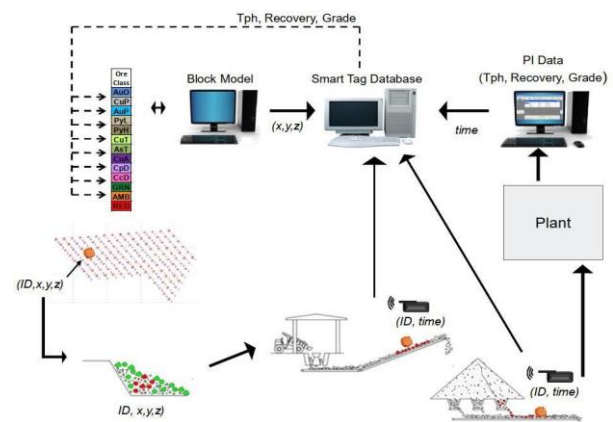 Tph, Recovery, Grade
Ore
Class
AuO
CuP
AuP
PyL
PyH
CuT
AsT
CuA
CpD
CcD
GRN
AMB
RED
Block Model
(x,y,z)
Smart Tag Database
time
PI Data
(Tph, Recovery, Grade)
Plant
(ID,x,y,z)
ID, x,y,z)
(ID, time)
(ID, time)